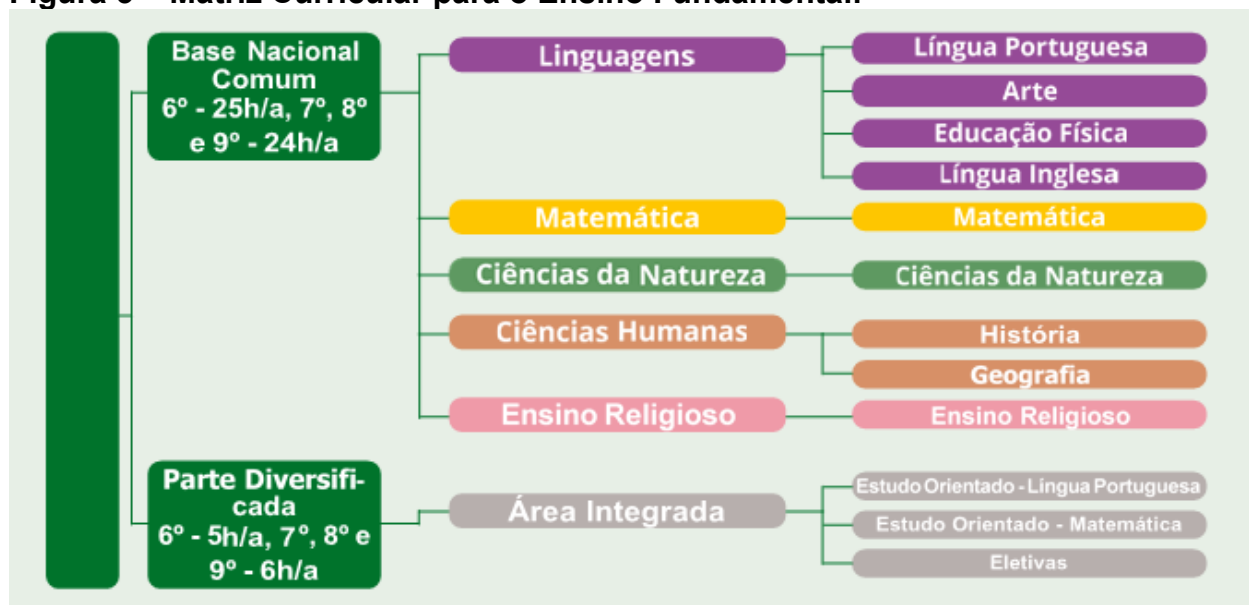 Base Nacional
Comum
6º - 25h/a, 7º, 8º
e 9º - 24h/a
Linguagens
Língua Portuguesa
Arte
Educação Física
Língua Inglesa
Matemática
Matemática
Ciências da Natureza
Ciências da Natureza
Ciências Humanas
História
Geografia
Ensino Religioso
Ensino Religioso
Parte Diversifi-
cada
6º - 5h/a, 7º, 8º e
9º - 6h/a
Área Integrada
Estudo Orientado - Língua Portuguesa
Estudo Orientado - Matemática
Eletivas